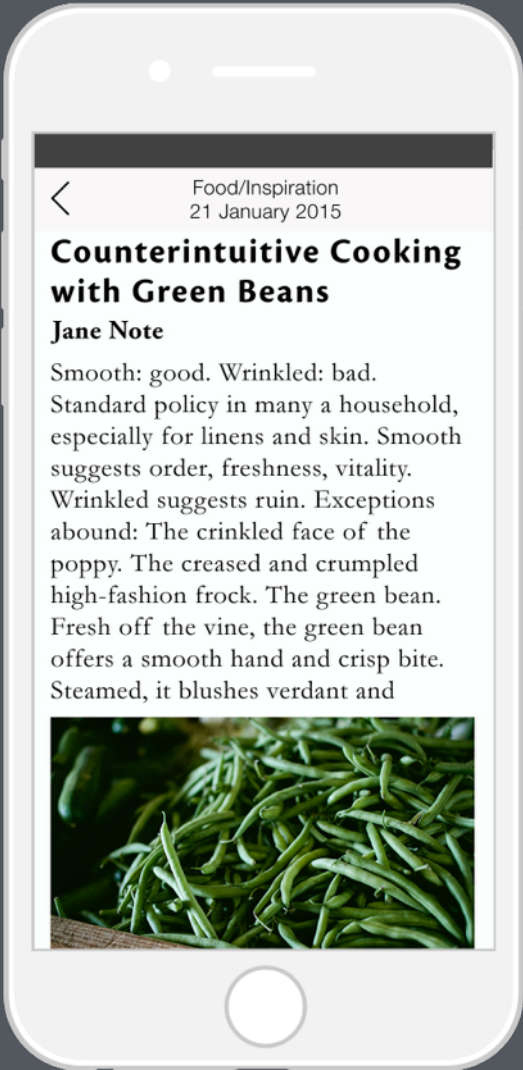 Food/Inspiration
21 January 2015
Counterintuitive Cooking
with Green Beans
Jane Note
Smooth: good. Wrinkled: bad.
Standard policy in many a household,
especially for linens and skin. Smooth
suggests order, freshness, vitality.
Wrinkled suggests ruin. Exceptions
abound: The crinkled face of the
poppy. The creased and crumpled
high-fashion frock. The green bean.
Fresh off the vine, the green bean
offers a smooth hand and crisp bite.
Steamed, it blushes verdant and